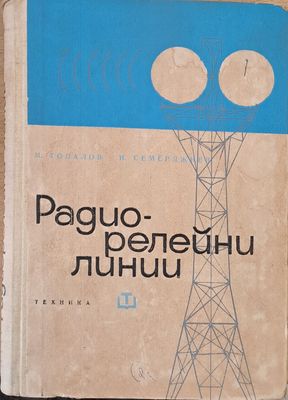 Н. ТОПАЛОВ Н. СЕМЕРДЖИЕВ
Радио-
релейни
линии
ТЕХНИКА
Т